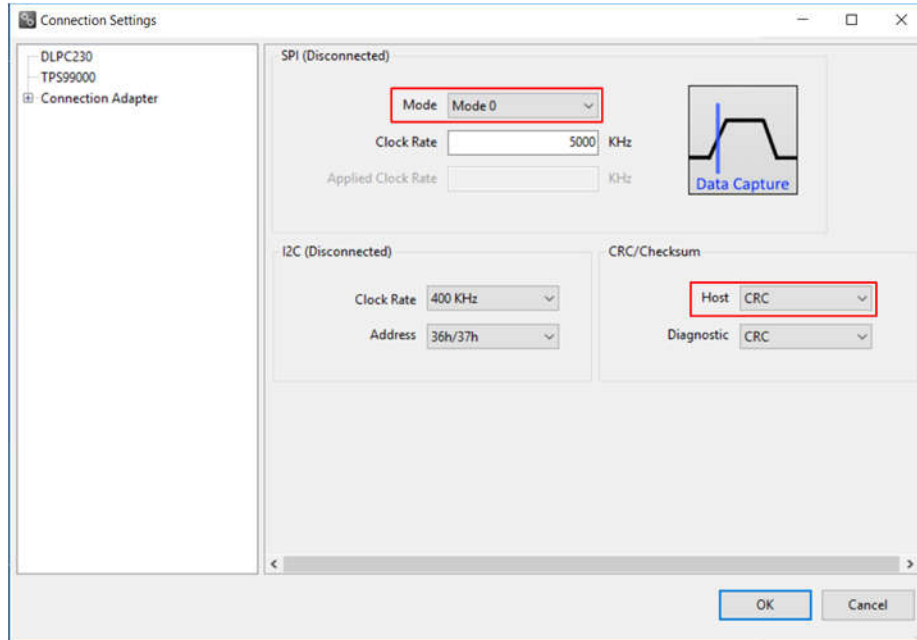 Connection Settings
DLPC230
TPS99000
Connection Adapter
SPI (Disconnected)
Mode Mode 0
Clock Rate 5000 KHz
Applied Clock Rate KHz
Data Capture
I2C (Disconnected)
Clock Rate 400 KHz
Address 36h/37h
CRC/Checksum
Host CRC
Diagnostic CRC
OK Cancel